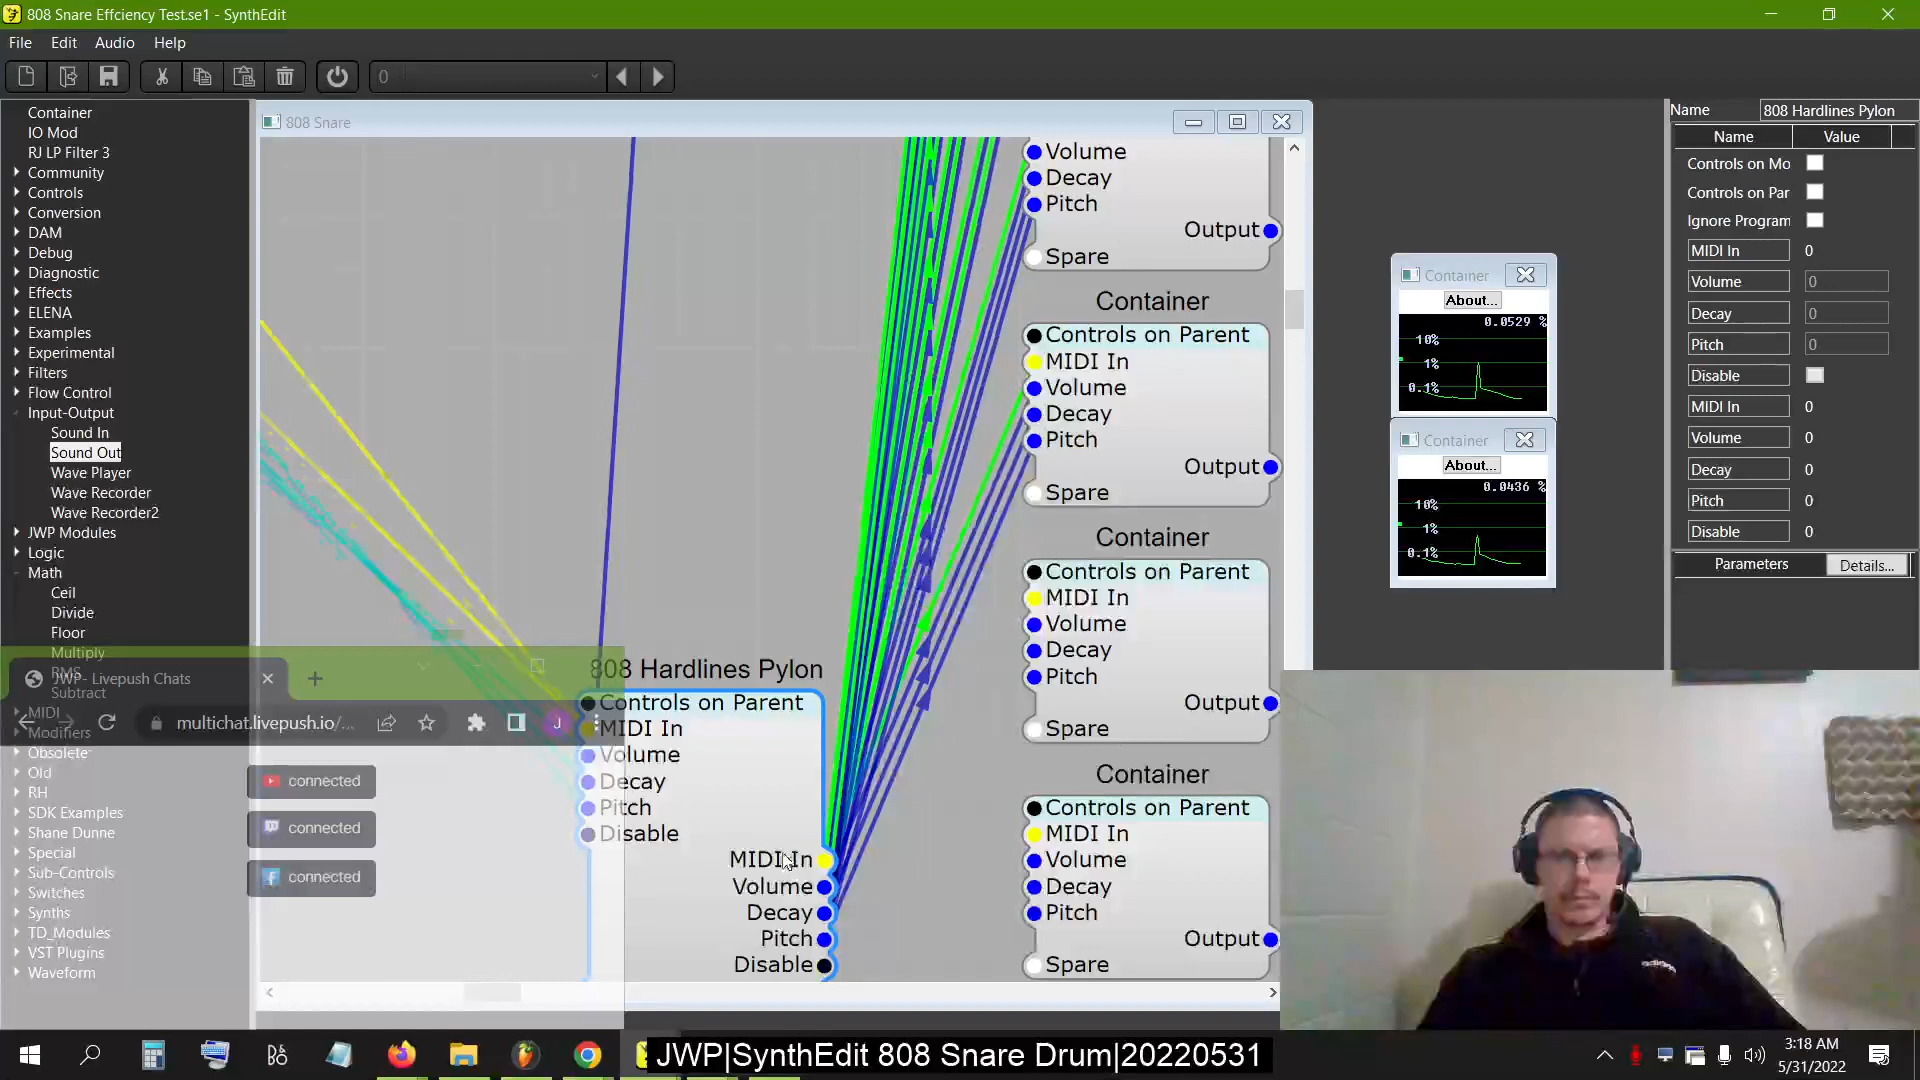 808 Snare Effciency Test.se1 - SynthEdit
File Edit Audio Help
0
Container
IO Mod
RJ LP Filter 3
Community
Controls
Conversion
DAM
Debug
Diagnostic
Effects
ELENA
Examples
Experimental
Filters
Flow Control
Input-Output
Sound In
Sound Out
Wave Player
Wave Recorder
Wave Recorder2
JWP Modules
Logic
Math
Ceil
Divide
Floor
Multiply
RMS
Subtract
MIDI
Modifiers
Obsolete
Old
RH
SDK Examples
Shane Dunne
Special
Sub-Controls
Switches
Synths
TD_Modules
VST Plugins
Waveform
JWP- Livepush Chats
multichat.livepush.io/...
J
connected
connected
connected
808 Snare
808 Hardlines Pylon
Controls on Parent
MIDI In
Volume
Decay
Pitch
Disable
MIDI In
Volume
Decay
Pitch
Disable
Volume
Decay
Pitch
Output
Spare
Container
Controls on Parent
MIDI In
Volume
Decay
Pitch
Output
Spare
Container
Controls on Parent
MIDI In
Volume
Decay
Pitch
Output
Spare
Container
Controls on Parent
MIDI In
Volume
Decay
Pitch
Output
Spare
Container
About...
0.0529 %
10%
1%
0.1%
Container
About...
0.0436 %
10%
1%
0.1%
Name 808 Hardlines Pylon
Name Value
Controls on Mo
Controls on Par
Ignore Program
MIDI In 0
Volume 0
Decay 0
Pitch 0
Disable
MIDI In 0
Volume 0
Decay 0
Pitch 0
Disable 0
Parameters Details...
JWP|SynthEdit 808 Snare Drum|20220531
3:18 AM
5/31/2022